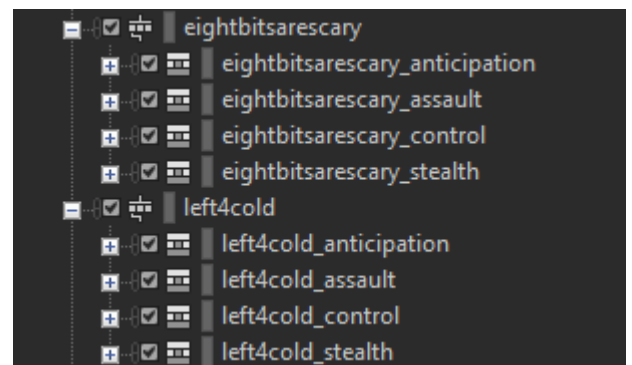 eightbitsarescary
eightbitsarescary_anticipation
eightbitsarescary_assault
eightbitsarescary_control
eightbitsarescary_stealth
left4cold
left4cold_anticipation
left4cold_assault
left4cold_control
left4cold_stealth